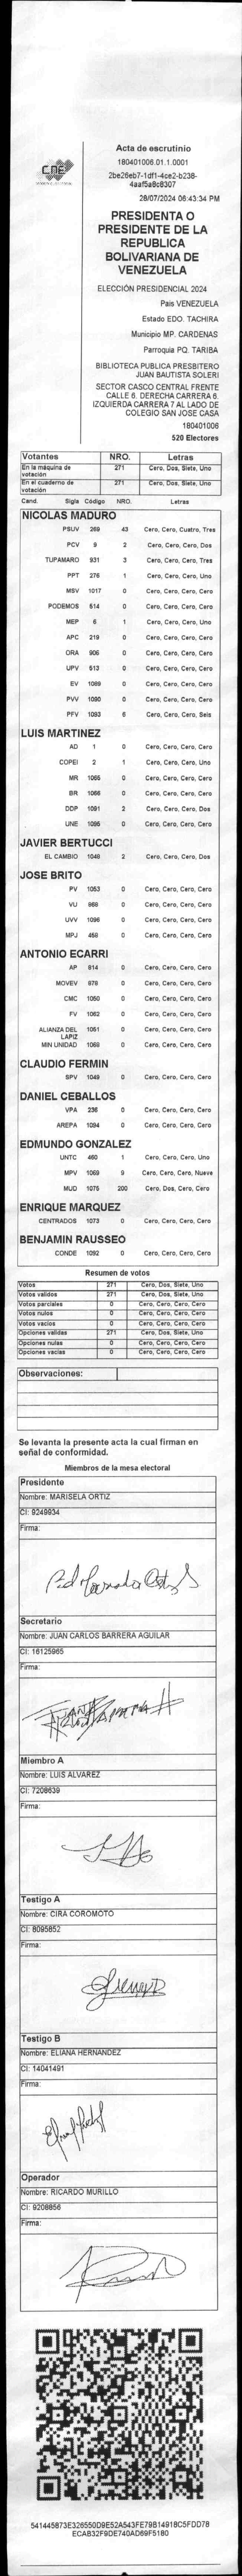 CNE
Acta de escrutinio
180401006.01.1.0001
2be26eb7-1df1-4ce2-b238-
4aaf5a8c8307
28/07/2024 06:43:34 PM
PRESIDENTA O
PRESIDENTE DE LA
REPUBLICA
BOLIVARIANA DE
VENEZUELA
ELECCIÓN PRESIDENCIAL 2024
Pais VENEZUELA
Estado EDO. TACHIRA
Municipio MP. CARDENAS
Parroquia PQ. TARIBA
BIBLIOTECA PUBLICA PRESBITERO
JUAN BAUTISTA SOLERI
SECTOR CASCO CENTRAL FRENTE
CALLE 6. DERECHA CARRERA 6.
IZQUIERDA CARRERA 7 AL LADO DE
COLEGIO SAN JOSE CASA
180401006
520 Electores
Votantes NRO. Letras
En la máquina de votación 271 Cero, Dos, Siete, Uno
En el cuaderno de votación 271 Cero, Dos, Siete, Uno
Cand. Sigla Código NRO. Letras
NICOLAS MADURO
PSUV 269 43 Cero, Cero, Cuatro, Tres
PCV 9 2 Cero, Cero, Cero, Dos
TUPAMARO 931 3 Cero, Cero, Cero, Tres
PPT 276 1 Cero, Cero, Cero, Uno
MSV 1017 0 Cero, Cero, Cero, Cero
PODEMOS 514 0 Cero, Cero, Cero, Cero
MEP 6 1 Cero, Cero, Cero, Uno
APC 219 0 Cero, Cero, Cero, Cero
ORA 906 0 Cero, Cero, Cero, Cero
UPV 513 0 Cero, Cero, Cero, Cero
EV 1089 0 Cero, Cero, Cero, Cero
PVV 1090 0 Cero, Cero, Cero, Cero
PFV 1093 6 Cero, Cero, Cero, Seis
LUIS MARTINEZ
AD 1 0 Cero, Cero, Cero, Cero
COPEI 2 1 Cero, Cero, Cero, Uno
MR 1065 0 Cero, Cero, Cero, Cero
BR 1066 0 Cero, Cero, Cero, Cero
DDP 1091 2 Cero, Cero, Cero, Dos
UNE 1095 0 Cero, Cero, Cero, Cero
JAVIER BERTUCCI
EL CAMBIO 1048 2 Cero, Cero, Cero, Dos
JOSE BRITO
PV 1053 0 Cero, Cero, Cero, Cero
VU 868 0 Cero, Cero, Cero, Cero
UVV 1096 0 Cero, Cero, Cero, Cero
MPJ 458 0 Cero, Cero, Cero, Cero
ANTONIO ECARRI
AP 814 0 Cero, Cero, Cero, Cero
MOVEV 978 0 Cero, Cero, Cero, Cero
CMC 1050 0 Cero, Cero, Cero, Cero
FV 1062 0 Cero, Cero, Cero, Cero
ALIANZA DEL LAPIZ 1051 0 Cero, Cero, Cero, Cero
MIN UNIDAD 1068 0 Cero, Cero, Cero, Cero
CLAUDIO FERMIN
SPV 1049 0 Cero, Cero, Cero, Cero
DANIEL CEBALLOS
VPA 236 0 Cero, Cero, Cero, Cero
AREPA 1094 0 Cero, Cero, Cero, Cero
EDMUNDO GONZALEZ
UNTC 460 1 Cero, Cero, Cero, Uno
MPV 1069 9 Cero, Cero, Cero, Nueve
MUD 1075 200 Cero, Dos, Cero, Cero
ENRIQUE MARQUEZ
CENTRADOS 1073 0 Cero, Cero, Cero, Cero
BENJAMIN RAUSSEO
CONDE 1092 0 Cero, Cero, Cero, Cero
Resumen de votos
Votos 271 Cero, Dos, Siete, Uno
Votos validos 271 Cero, Dos, Siete, Uno
Votos parciales 0 Cero, Cero, Cero, Cero
Votos nulos 0 Cero, Cero, Cero, Cero
Votos vacios 0 Cero, Cero, Cero, Cero
Opciones validas 271 Cero, Dos, Siete, Uno
Opciones nulas 0 Cero, Cero, Cero, Cero
Opciones vacias 0 Cero, Cero, Cero, Cero
Observaciones:
Se levanta la presente acta la cual firman en
señal de conformidad.
Miembros de la mesa electoral
Presidente
Nombre: MARISELA ORTIZ
CI: 9249934
Firma:
Secretario
Nombre: JUAN CARLOS BARRERA AGUILAR
CI: 16125965
Firma:
Miembro A
Nombre: LUIS ALVAREZ
CI: 7208639
Firma:
Testigo A
Nombre: CIRA COROMOTO
CI: 8095852
Firma:
Testigo B
Nombre: ELIANA HERNANDEZ
CI: 14041491
Firma:
Operador
Nombre: RICARDO MURILLO
CI: 9208856
Firma:
541445873E326550D9E52A543FE79B14918C5FDD78
ECAB32F9DE740AD69F5180